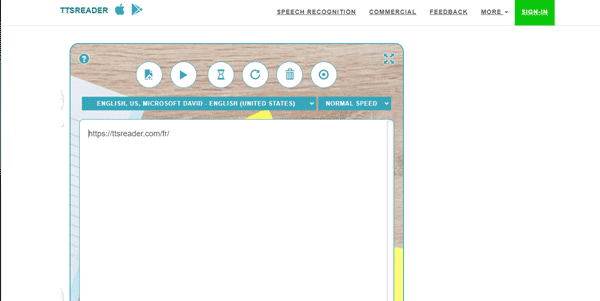 TTSREADER
SPEECH RECOGNITION COMMERCIAL FEEDBACK MORE SIGN-IN
?
ENGLISH, US, MICROSOFT DAVID - ENGLISH (UNITED STATES) NORMAL SPEED
https://ttsreader.com/fr/